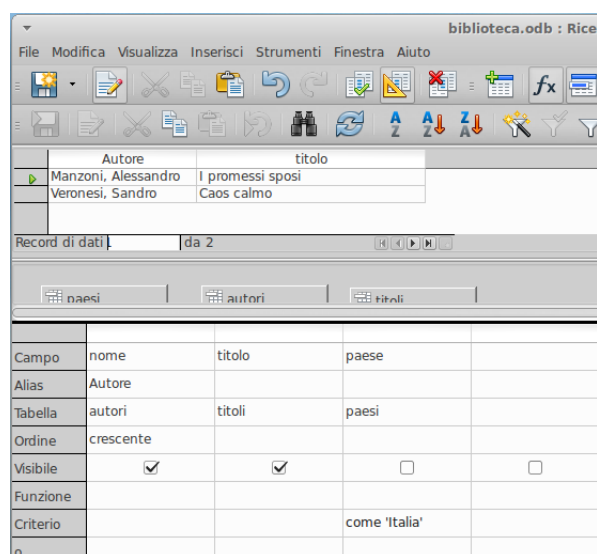 biblioteca.odb : Rice
File Modifica Visualizza Inserisci Strumenti Finestra Aiuto
Autore titolo
Manzoni, Alessandro I promessi sposi
Veronesi, Sandro Caos calmo
Record di dati 1 da 2
paesi autori titoli
Campo nome titolo paese
Alias Autore
Tabella autori titoli paesi
Ordine crescente
Visibile
Funzione
Criterio come 'Italia'
o